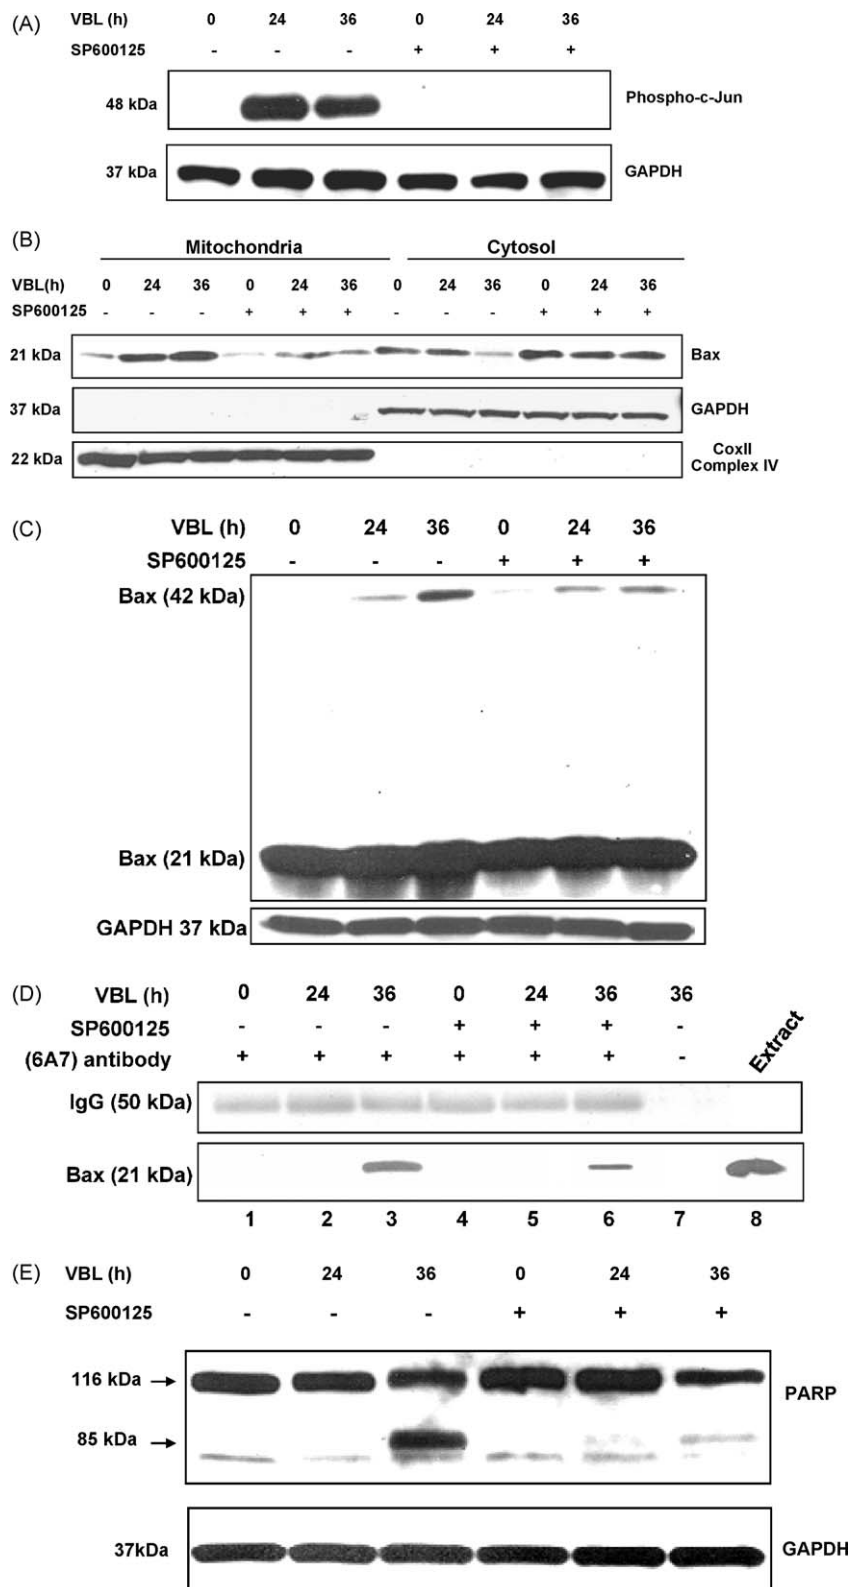 (A) VBL (h) 0 24 36 0 24 36
SP600125 - - - + + +
48 kDa Phospho-c-Jun
37 kDa GAPDH
(B)
Mitochondria Cytosol
VBL(h) 0 24 36 0 24 36 0 24 36 0 24 36
SP600125 - - - + + + - - - + + +
21 kDa Bax
37 kDa GAPDH
22 kDa CoxII
Complex IV
(C) VBL (h) 0 24 36 0 24 36
SP600125 - - - + + +
Bax (42 kDa)
Bax (21 kDa)
GAPDH 37 kDa
(D) VBL (h) 0 24 36 0 24 36 36
SP600125 - - - + + + -
(6A7) antibody + + + + + + - Extract
IgG (50 kDa)
Bax (21 kDa)
1 2 3 4 5 6 7 8
(E) VBL (h) 0 24 36 0 24 36
SP600125 - - - + + +
116 kDa →
PARP
85 kDa →
37kDa GAPDH